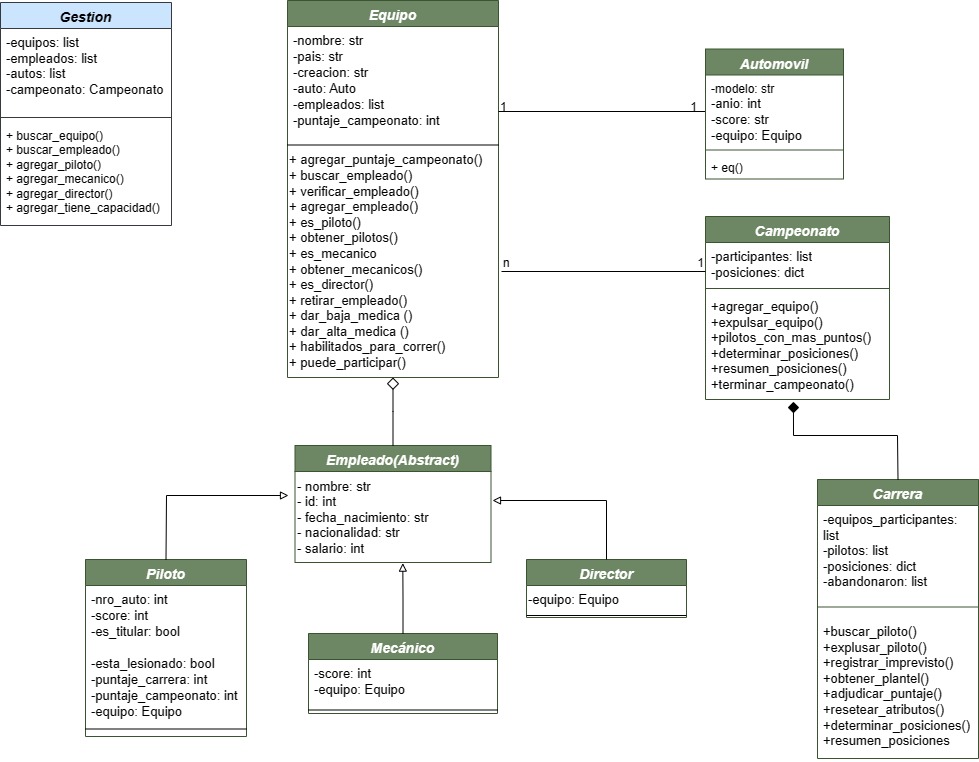 Gestion
-equipos: list
-empleados: list
-autos: list
-campeonato: Campeonato
+ buscar_equipo()
+ buscar_empleado()
+ agregar_piloto()
+ agregar_mecanico()
+ agregar_director()
+ agregar_tiene_capacidad()
Equipo
-nombre: str
-pais: str
-creacion: str
-auto: Auto
-empleados: list
-puntaje_campeonato: int
+ agregar_puntaje_campeonato()
+ buscar_empleado()
+ verificar_empleado()
+ agregar_empleado()
+ es_piloto()
+ obtener_pilotos()
+ es_mecanico
+ obtener_mecanicos()
+ es_director()
+ retirar_empleado()
+ dar_baja_medica ()
+ dar_alta_medica ()
+ habilitados_para_correr()
+ puede_participar()
1
1
Automovil
-modelo: str
-anio: int
-score: str
-equipo: Equipo
+ eq()
n
1
Campeonato
-participantes: list
-posiciones: dict
+agregar_equipo()
+expulsar_equipo()
+pilotos_con_mas_puntos()
+determinar_posiciones()
+resumen_posiciones()
+terminar_campeonato()
Empleado(Abstract)
- nombre: str
- id: int
- fecha_nacimiento: str
- nacionalidad: str
- salario: int
Piloto
-nro_auto: int
-score: int
-es_titular: bool
-esta_lesionado: bool
-puntaje_carrera: int
-puntaje_campeonato: int
-equipo: Equipo
Mecánico
-score: int
-equipo: Equipo
Director
-equipo: Equipo
Carrera
-equipos_participantes:
list
-pilotos: list
-posiciones: dict
-abandonaron: list
+buscar_piloto()
+explusar_piloto()
+registrar_imprevisto()
+obtener_plantel()
+adjudicar_puntaje()
+resetear_atributos()
+determinar_posiciones()
+resumen_posiciones